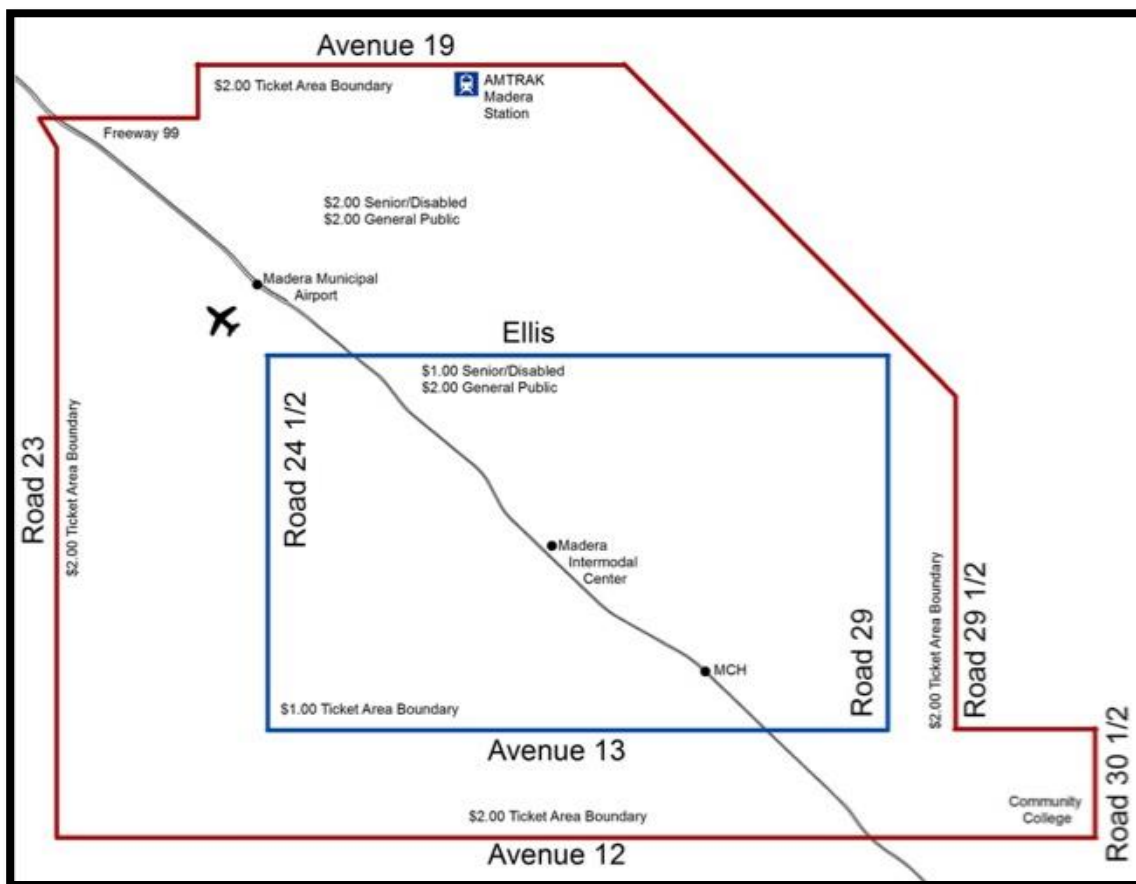 Avenue 19
$2.00 Ticket Area Boundary
AMTRAK
Madera
Station
Freeway 99
$2.00 Senior/Disabled
$2.00 General Public
Madera Municipal
Airport
Ellis
$1.00 Senior/Disabled
$2.00 General Public
Road 23
$2.00 Ticket Area Boundary
Road 24 1/2
Madera
Intermodal
Center
MCH
Road 29
$2.00 Ticket Area Boundary
Road 29 1/2
$1.00 Ticket Area Boundary
Avenue 13
Road 30 1/2
Community
College
$2.00 Ticket Area Boundary
Avenue 12